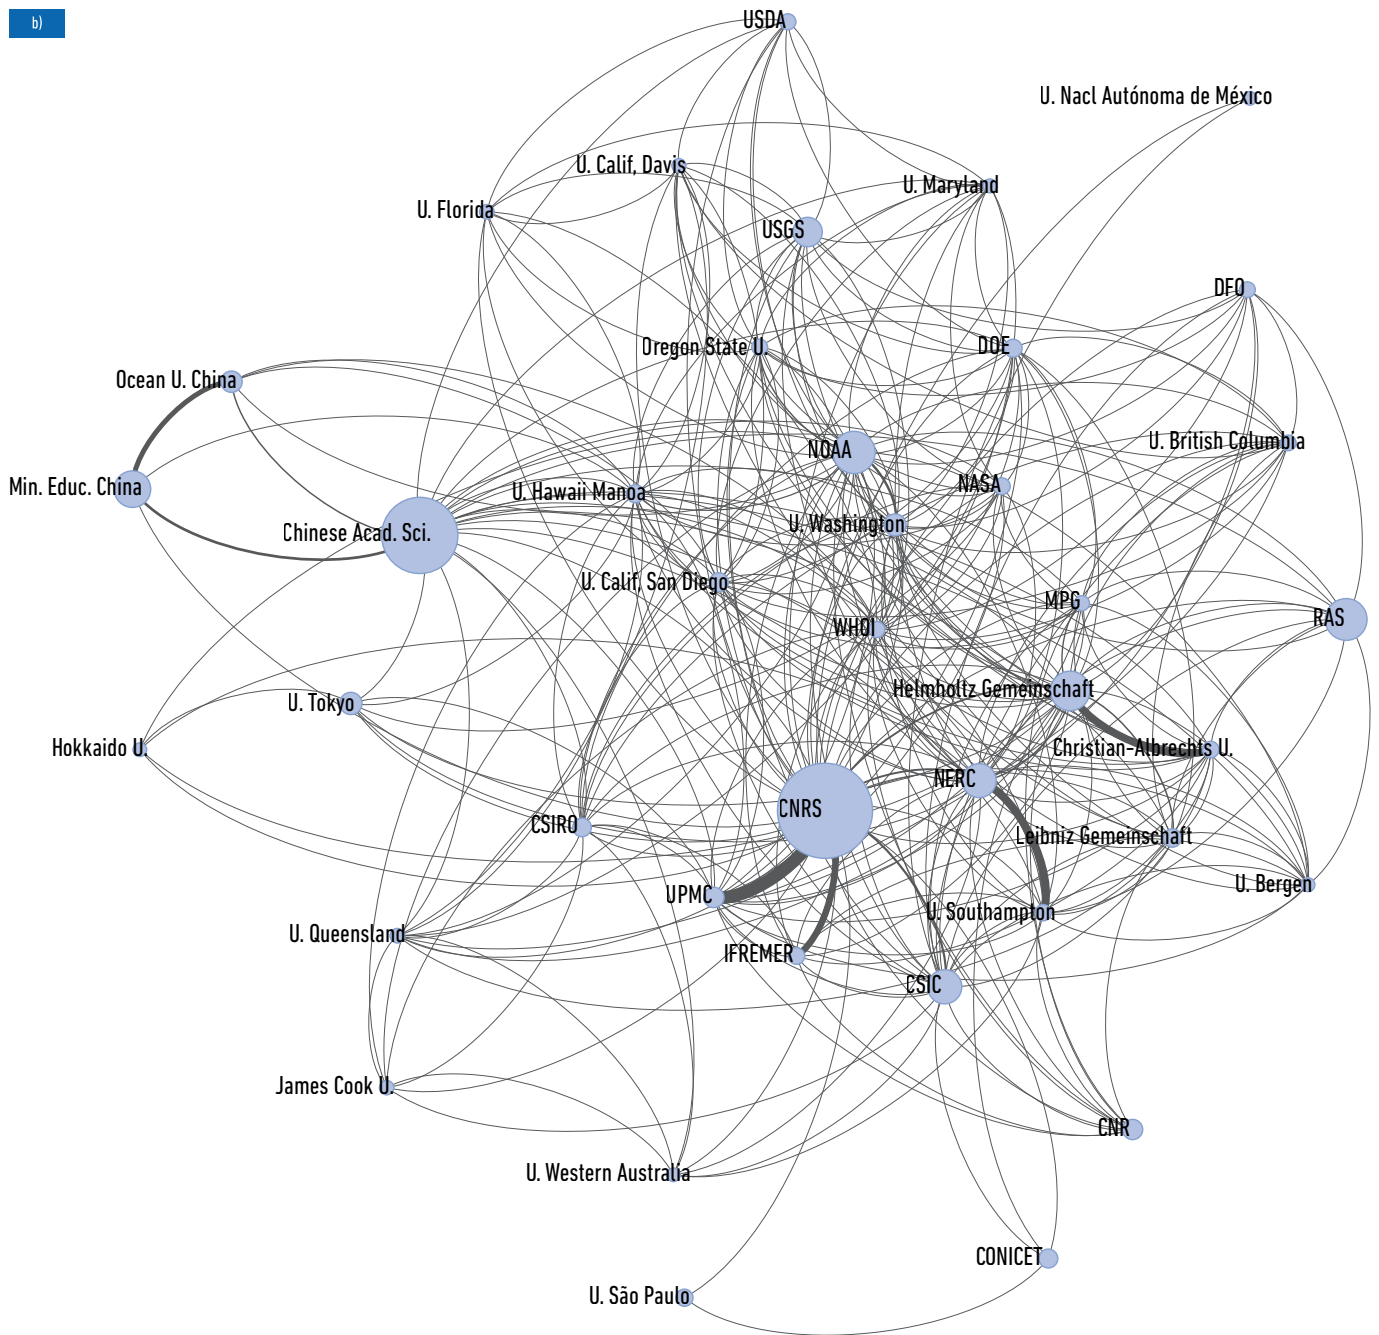 b)
USDA
U. Nacl Autónoma de México
U. Calif, Davis
U. Maryland
U. Florida
USGS
DFO
Oregon State U.
DOE
Ocean U. China
NOAA
U. British Columbia
Min. Educ. China
U. Hawaii Manoa
NASA
Chinese Acad. Sci.
U. Washington
U. Calif, San Diego
MPG
WHOI
RAS
Helmholtz Gemeinschaft
U. Tokyo
Hokkaido U.
Christian-Albrechts U.
NERC
CNRS
CSIRO
Leibniz Gemeinschaft
U. Bergen
UPMC
U. Southampton
U. Queensland
IFREMER
CSIC
James Cook U.
CNR
U. Western Australia
CONICET
U. São Paulo